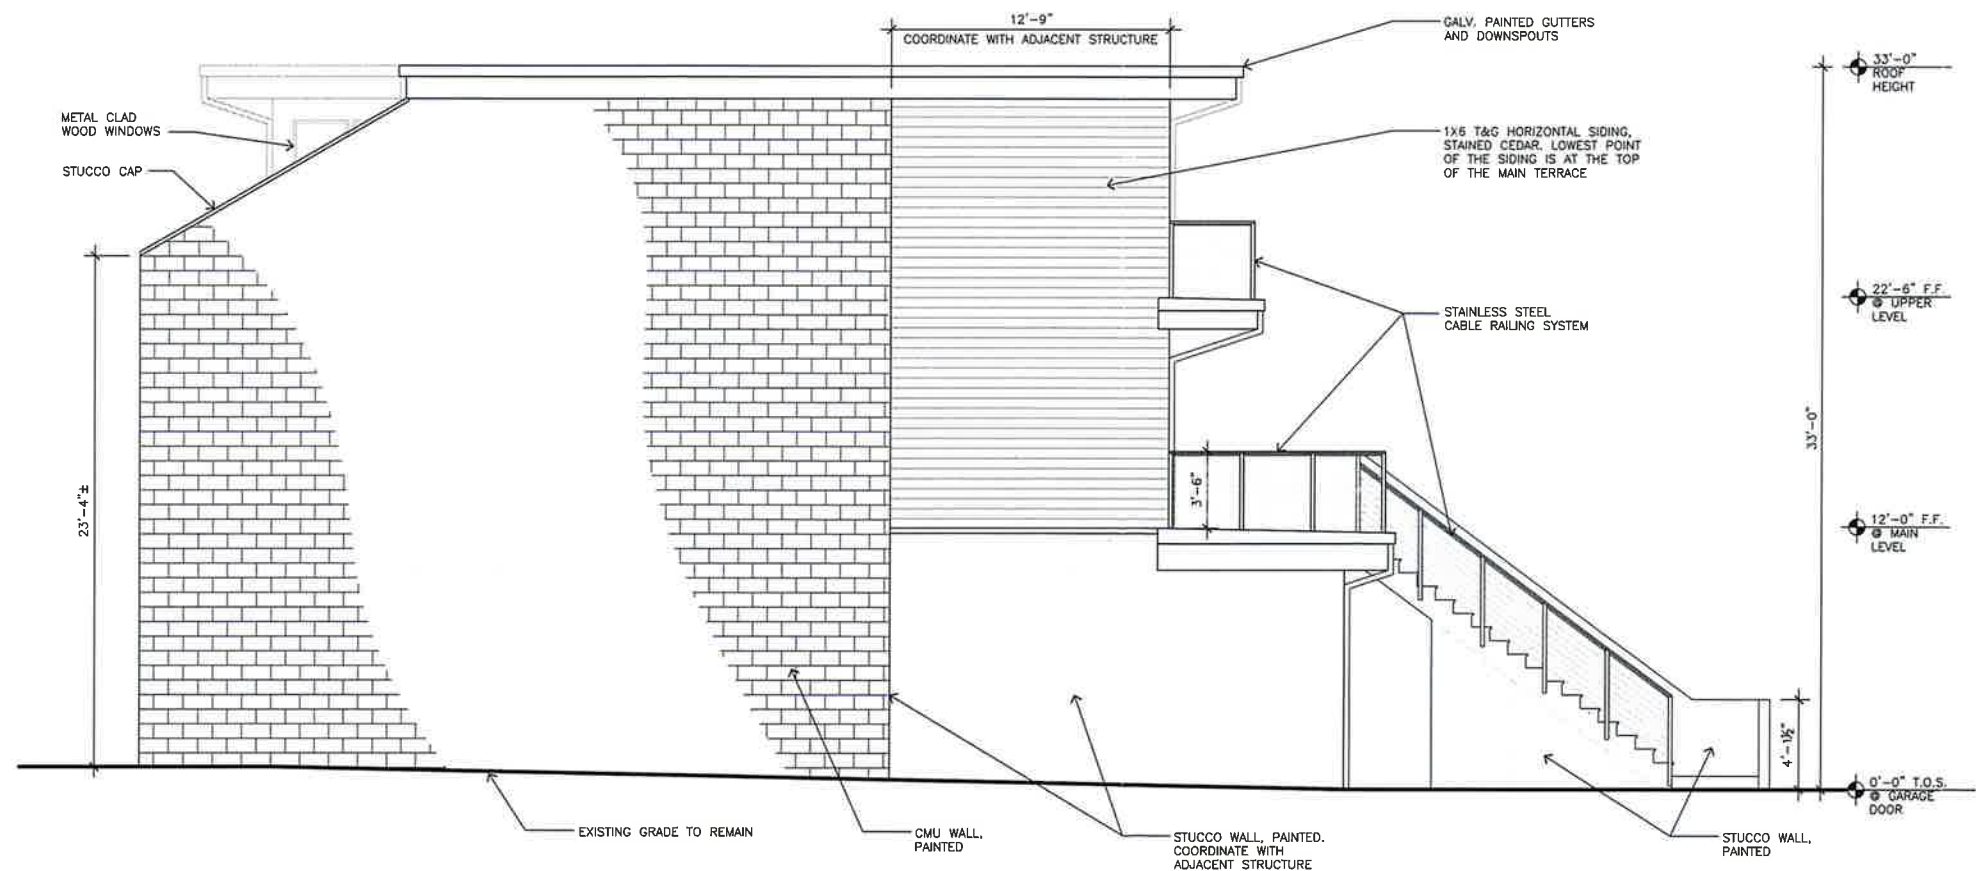 12'-9"
COORDINATE WITH ADJACENT STRUCTURE
GALV. PAINTED GUTTERS
AND DOWNSPOUTS
33'-0"
ROOF
HEIGHT
METAL CLAD
WOOD WINDOWS
STUCCO CAP
1X6 T&G HORIZONTAL SIDING,
STAINED CEDAR. LOWEST POINT
OF THE SIDING IS AT THE TOP
OF THE MAIN TERRACE
22'-6" F.F.
@ UPPER
LEVEL
STAINLESS STEEL
CABLE RAILING SYSTEM
33'-0"
23'-4"±
3'-6"
12'-0" F.F.
@ MAIN
LEVEL
4'-1½"
0'-0" T.O.S.
@ GARAGE
DOOR
EXISTING GRADE TO REMAIN
CMU WALL,
PAINTED
STUCCO WALL, PAINTED.
COORDINATE WITH
ADJACENT STRUCTURE
STUCCO WALL,
PAINTED